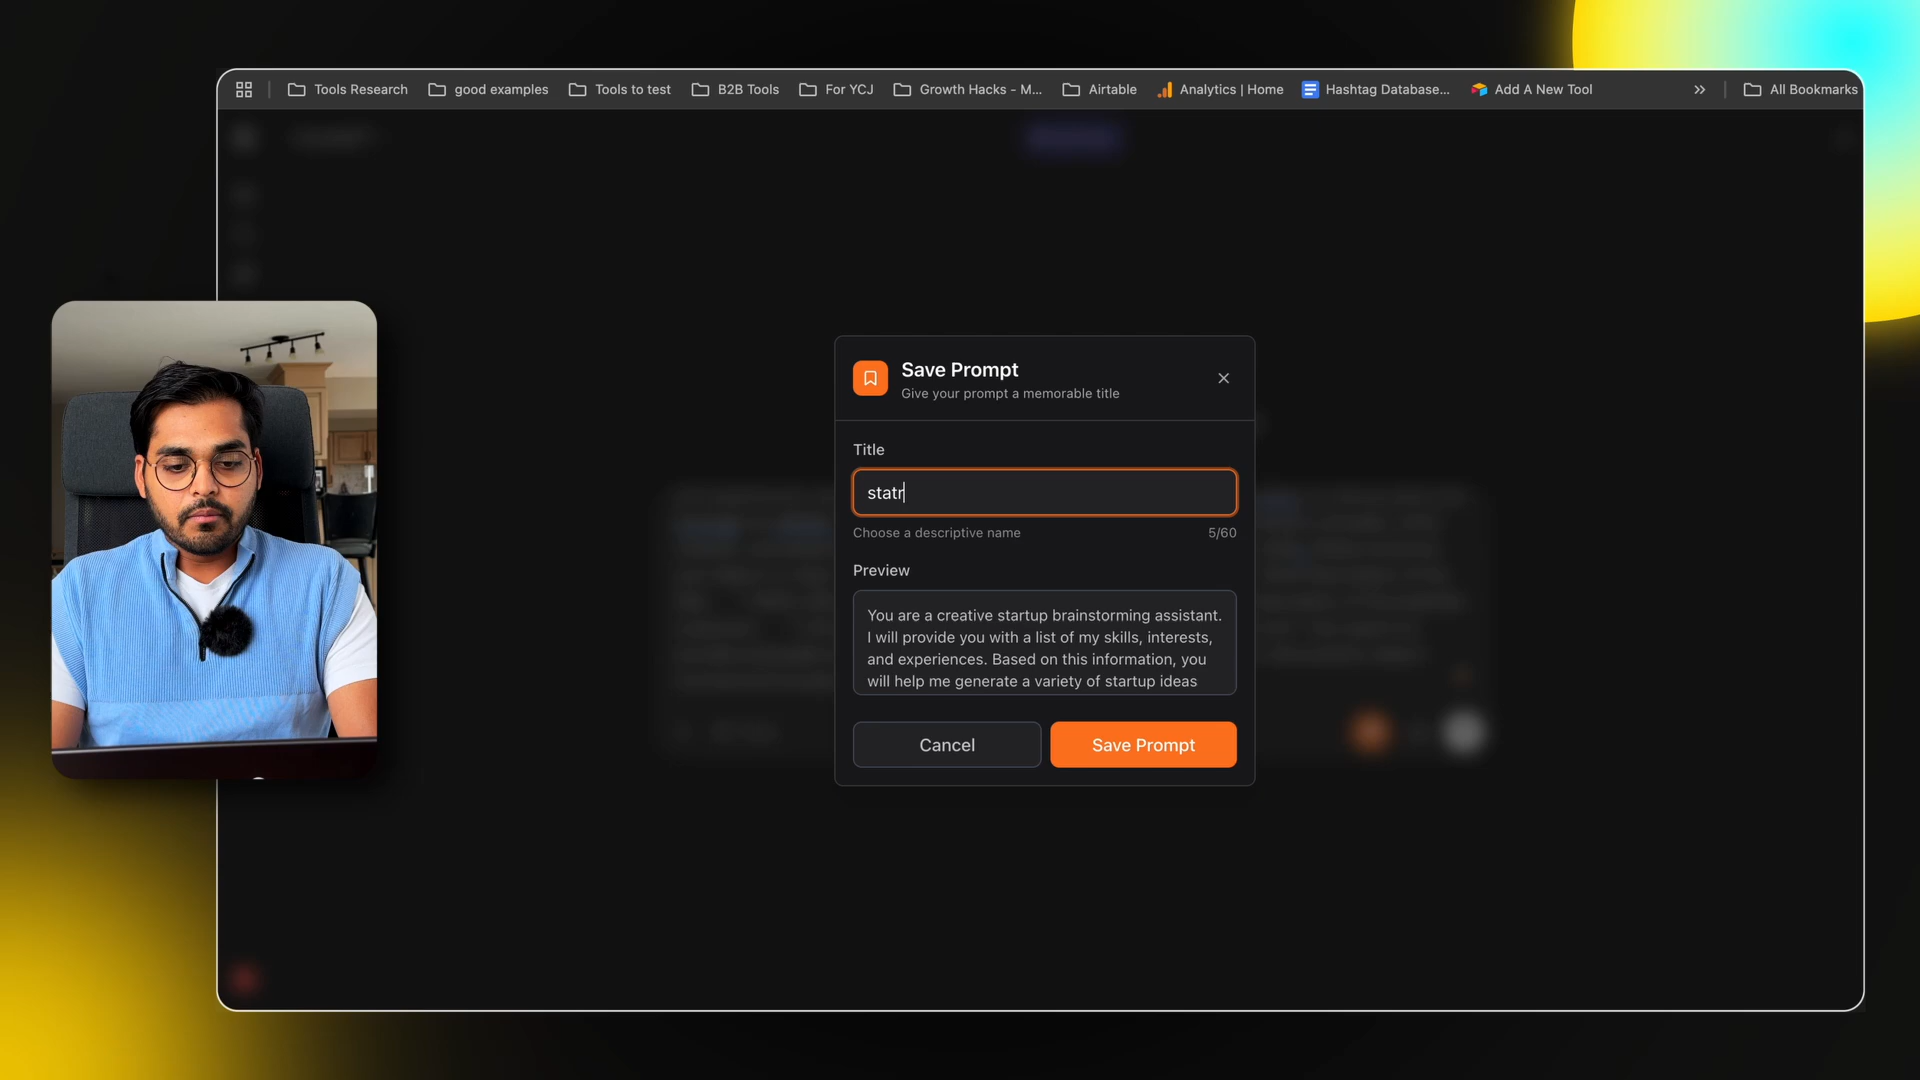 Tools Research good examples Tools to test B2B Tools For YCJ Growth Hacks - M... Airtable Analytics | Home Hashtag Database... Add A New Tool All Bookmarks
Save Prompt
Give your prompt a memorable title
Title
statr
Choose a descriptive name 5/60
Preview
You are a creative startup brainstorming assistant.
I will provide you with a list of my skills, interests,
and experiences. Based on this information, you
will help me generate a variety of startup ideas
Cancel Save Prompt